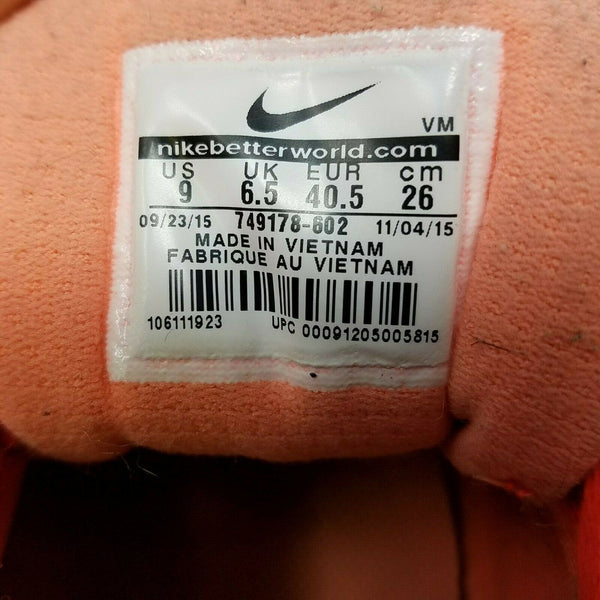 VM
nikebetterworld.com
US UK EUR cm
9 6.5 40.5 26
09/23/15 749178-602 11/04/15
MADE IN VIETNAM
FABRIQUE AU VIETNAM
106111923 UPC 00091205005815